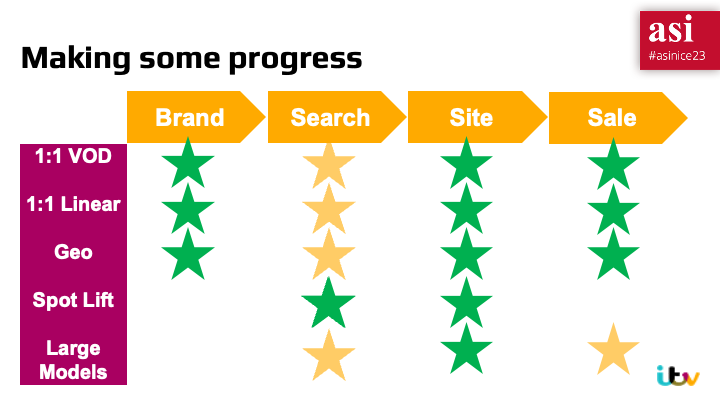 asi
#asinice23
Making some progress
Brand Search Site Sale
1:1 VOD
1:1 Linear
Geo
Spot Lift
Large
Models
itv